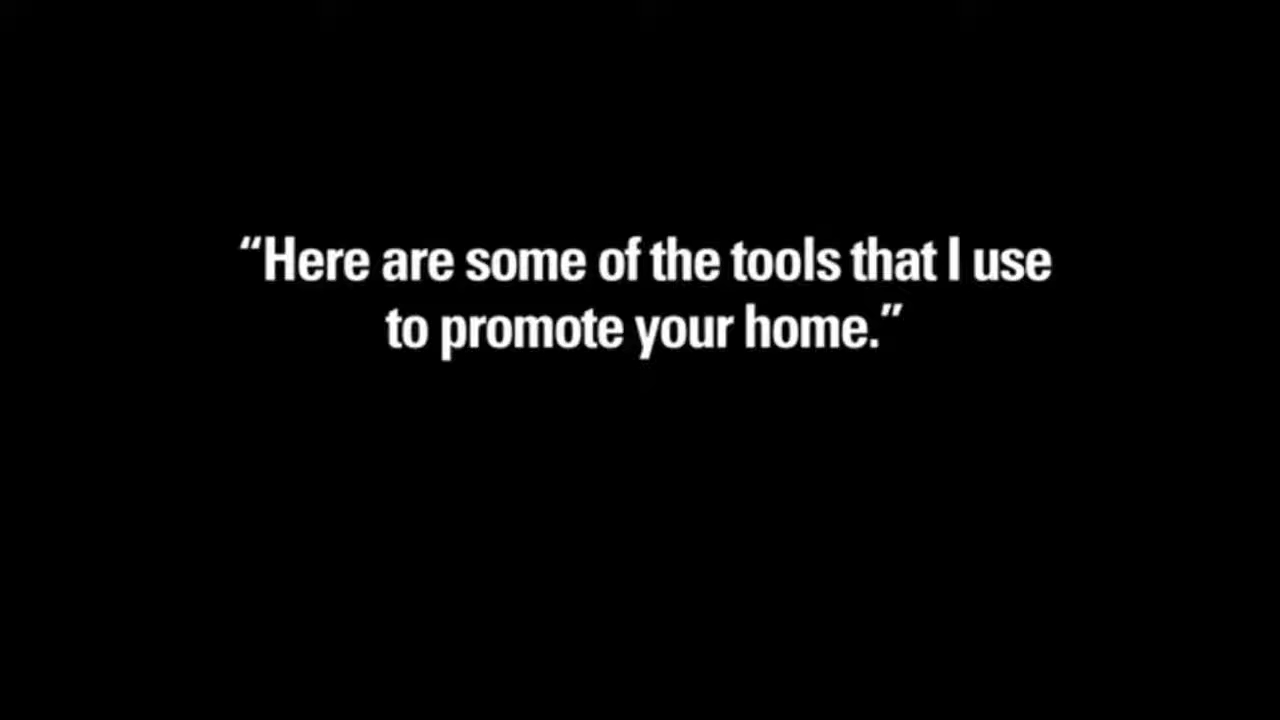 “Here are some of the tools that I use
to promote your home.”